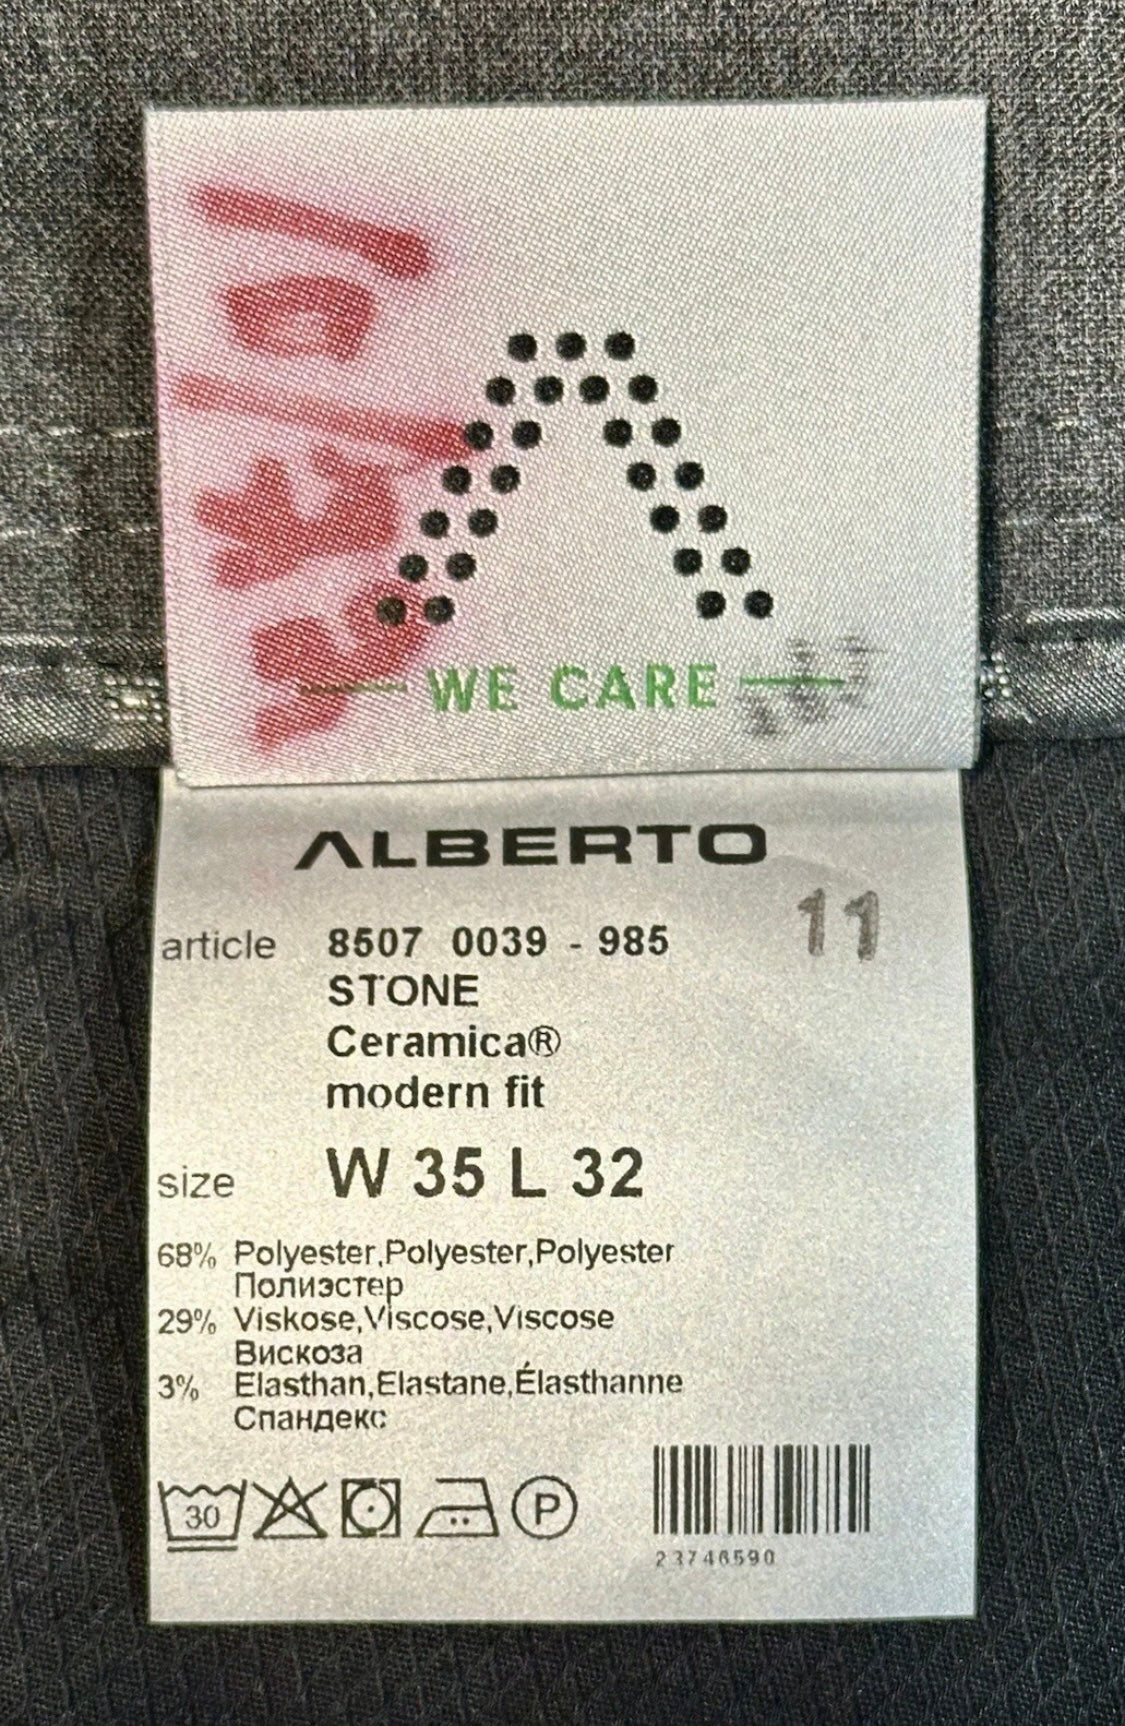 WE CARE
ALBERTO
11
article 8507 0039 - 985
STONE
Ceramica®
modern fit
size W 35 L 32
68% Polyester,Polyester,Polyester
Полиэстер
29% Viskose,Viscose,Viscose
Вискоза
3% Elasthan,Elastane,Élasthanne
Спандекс
30 P
23746590